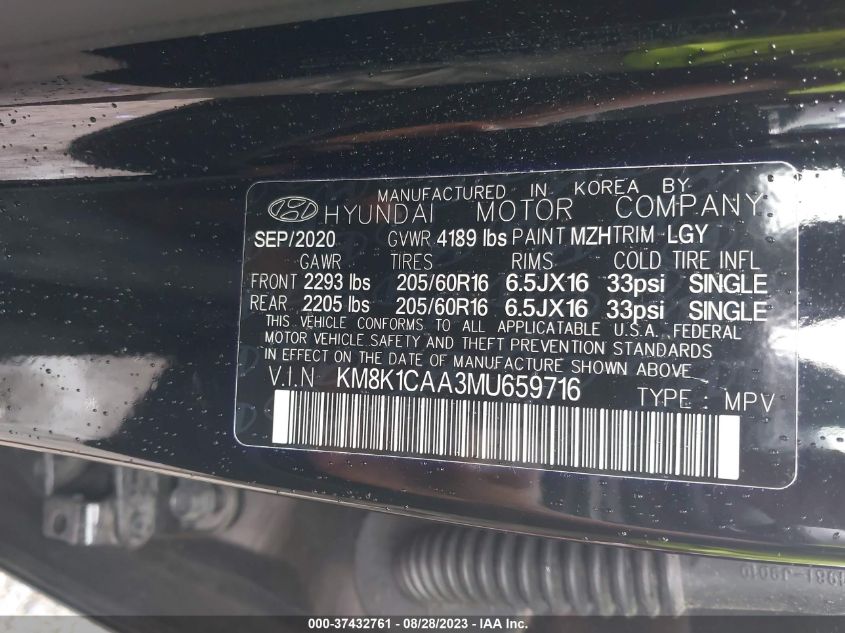 MANUFACTURED IN KOREA BY
HYUNDAI MOTOR COMPANY
SEP/2020 GVWR 4189 lbs PAINT MZH TRIM LGY
GAWR TIRES RIMS COLD TIRE INFL
FRONT 2293 lbs 205/60R16 6.5JX16 33psi SINGLE
REAR 2205 lbs 205/60R16 6.5JX16 33psi SINGLE
THIS VEHICLE CONFORMS TO ALL APPLICATABLE U.S.A. FEDERAL
MOTOR VEHICLE SAFETY AND THEFT PREVENTION STANDARDS
IN EFFECT ON THE DATE OF MANUFACTURE SHOWN ABOVE
V.I.N KM8K1CAA3MU659716 TYPE : MPV
000-37432761 - 08/28/2023 - IAA Inc.